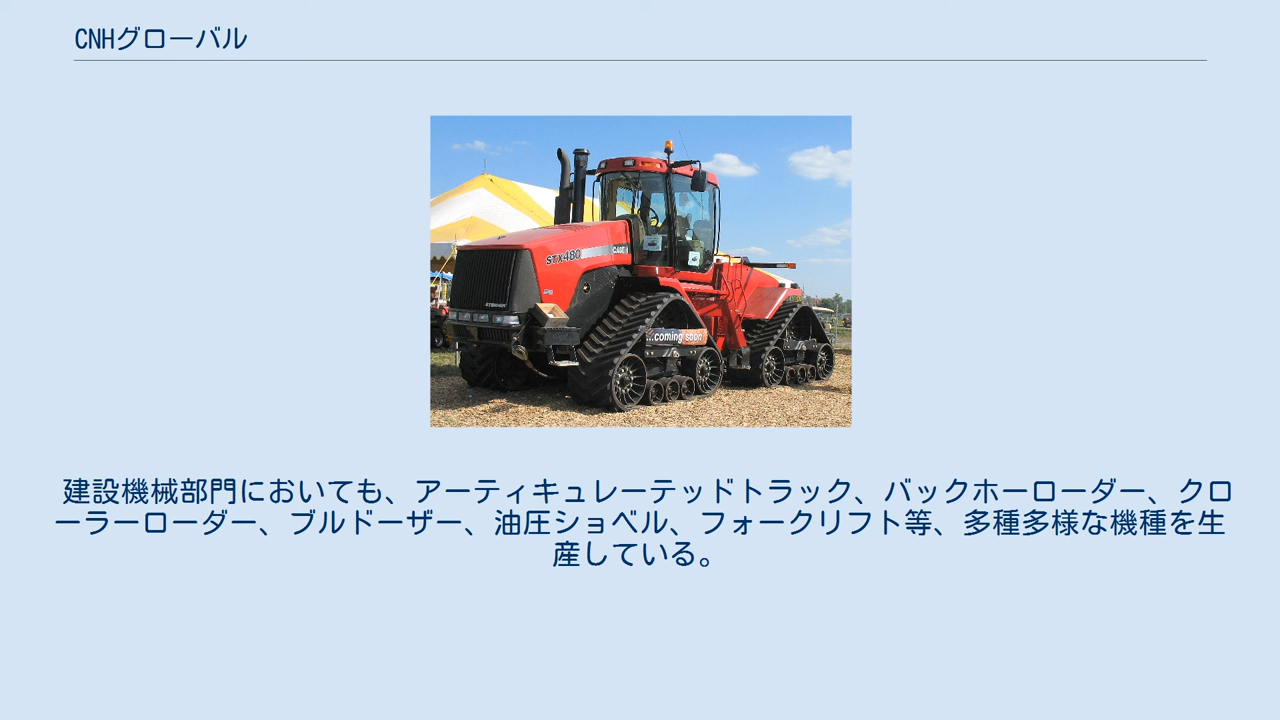 CNHグローバル
STX480
CASE IH
...coming soon
建設機械部門においても、アーティキュレーテッドトラック、バックホーローダー、クロ
ーラーローダー、ブルドーザー、油圧ショベル、フォークリフト等、多種多様な機種を生
産している。